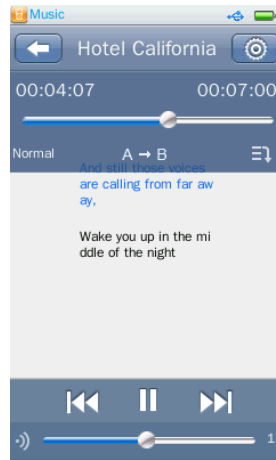 Music
Hotel California
00:04:07 00:07:00
Normal A → B
And still those voices
are calling from far aw
ay,
Wake you up in the mi
ddle of the night
1